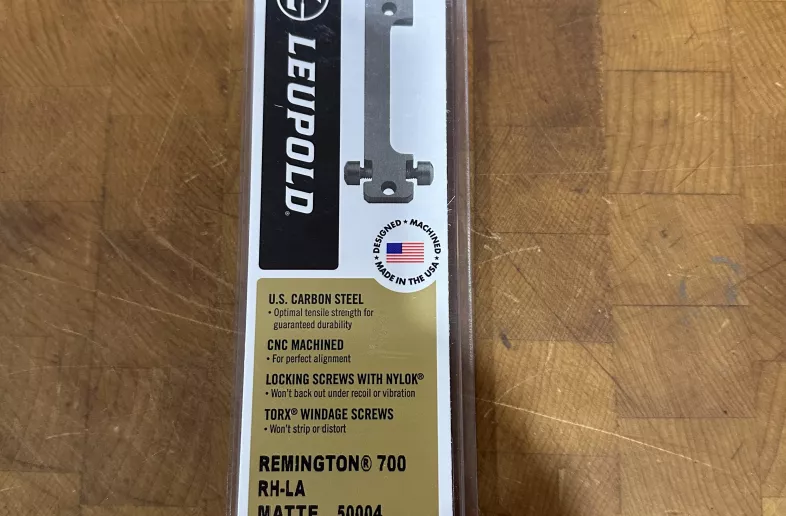 LEUPOLD®
DESIGNED ★ MACHINED
★ MADE IN THE USA ★
U.S. CARBON STEEL
• Optimal tensile strength for
guaranteed durability
CNC MACHINED
• For perfect alignment
LOCKING SCREWS WITH NYLOK®
• Won't back out under recoil or vibration
TORX® WINDAGE SCREWS
• Won't strip or distort
REMINGTON® 700
RH-LA
MATTE 50004